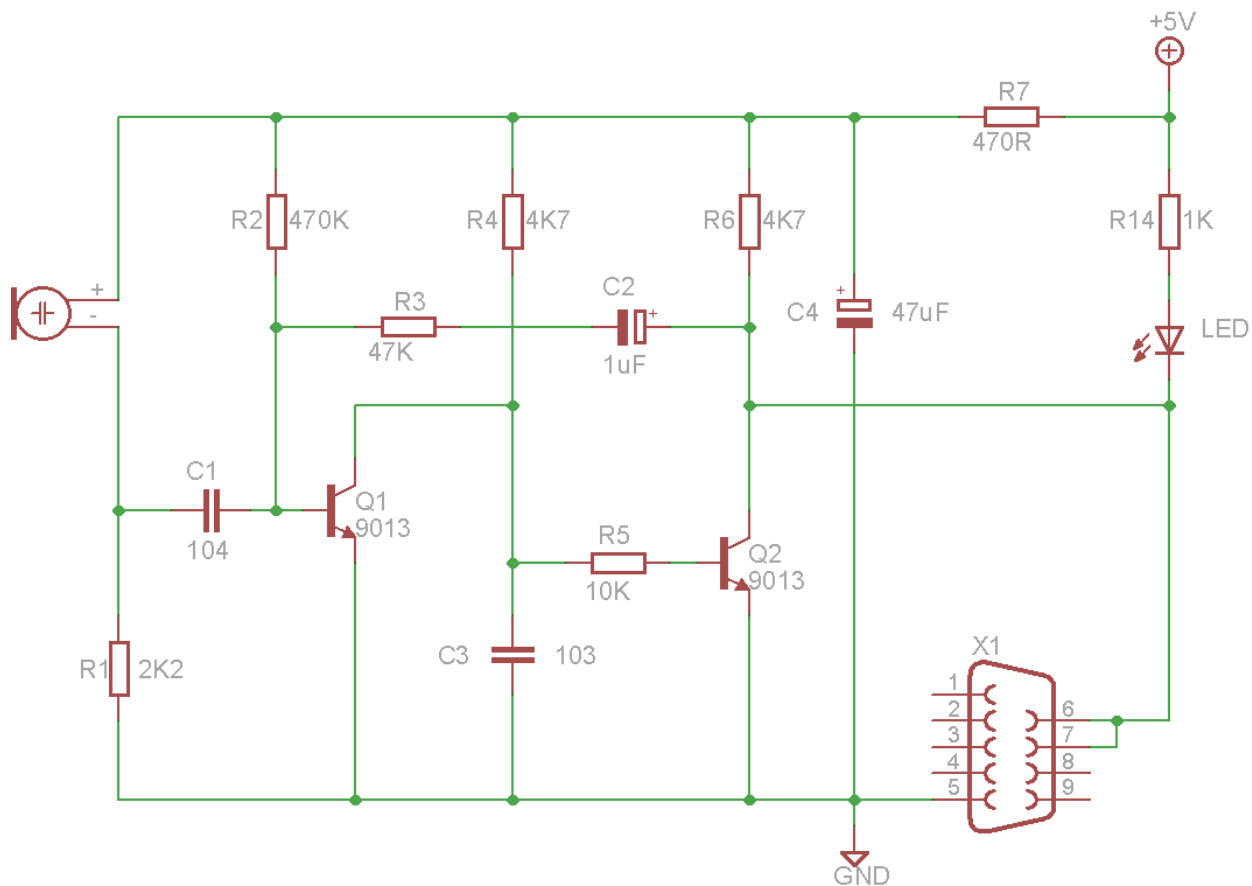 +5V
R7
470R
R2 470K
R4 4K7
R6 4K7
R14 1K
+
-
R3
47K
C2
+
1uF
+
C4 47uF
LED
C1
104
Q1
9013
R5
10K
Q2
9013
R1 2K2
C3 103
X1
1
2
3
4
5
6
7
8
9
GND